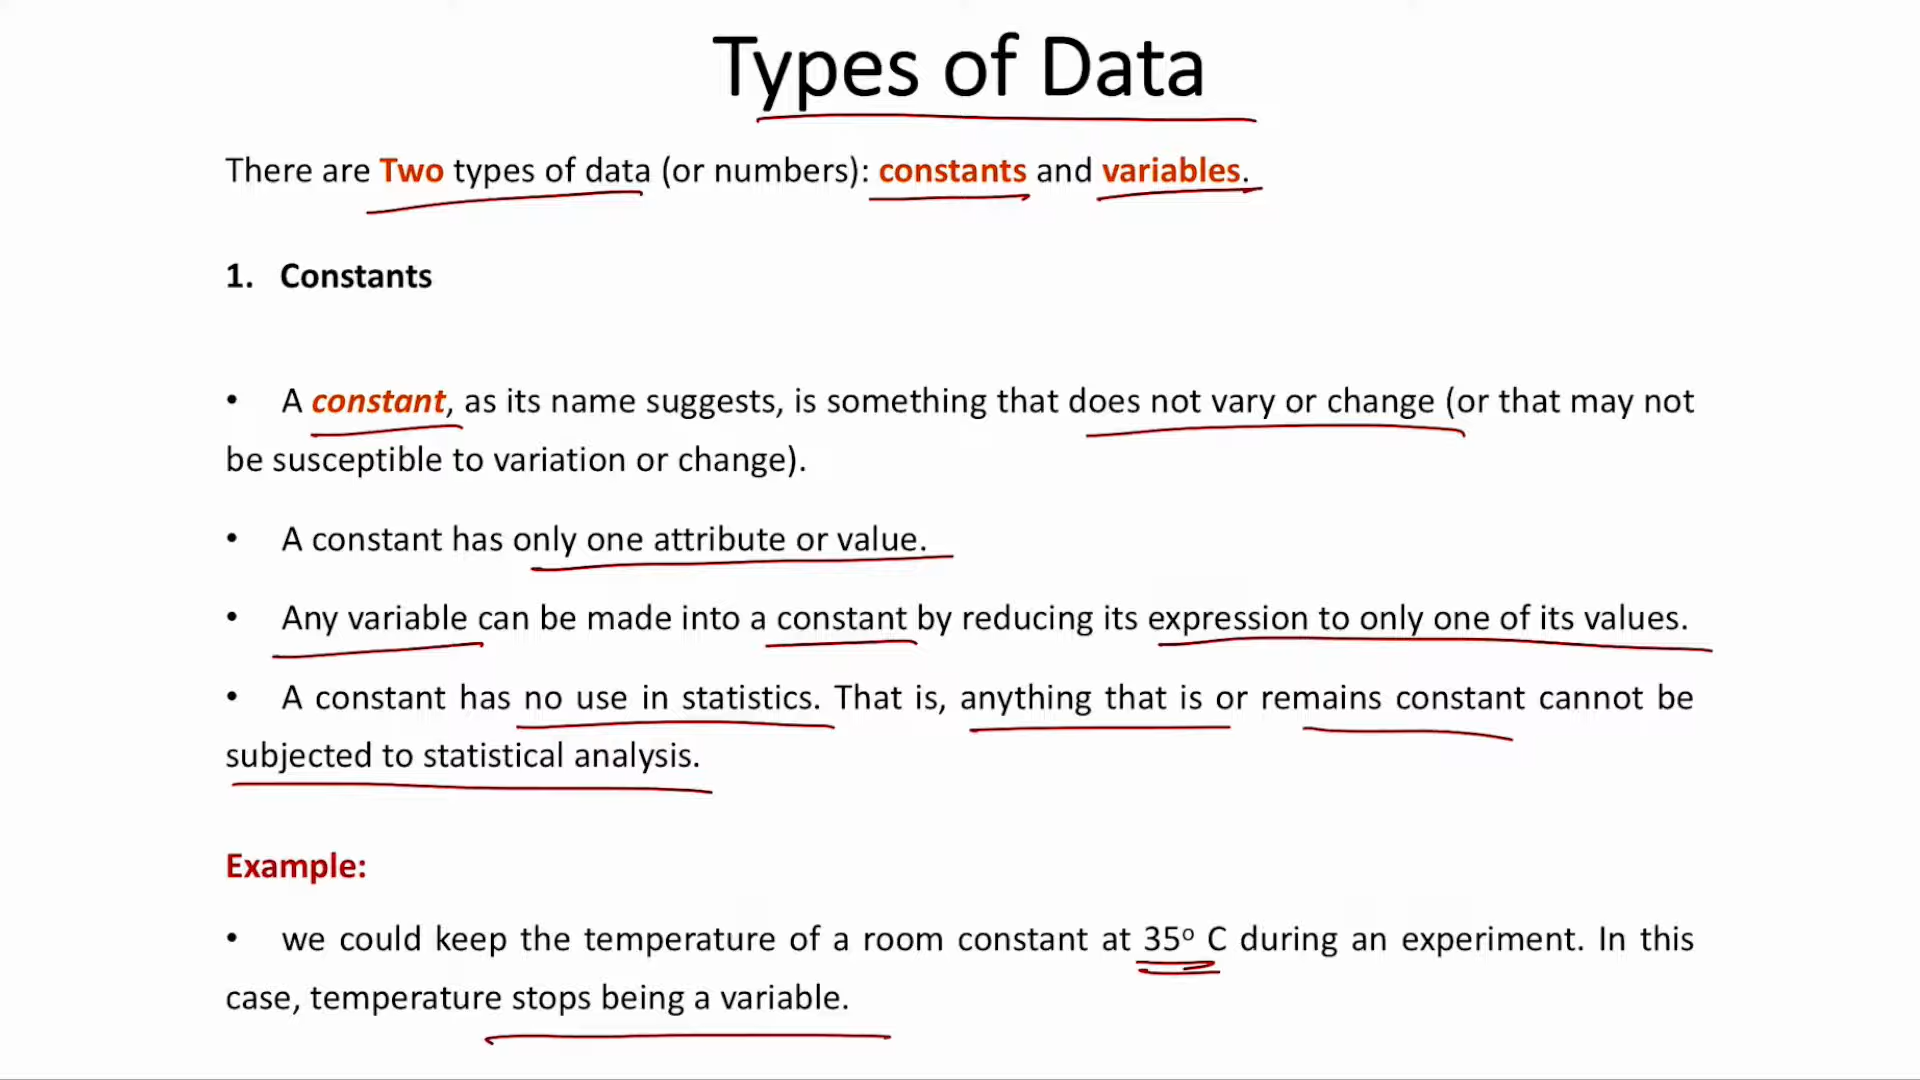 Types of Data
There are Two types of data (or numbers): constants and variables.
1. Constants
• A constant, as its name suggests, is something that does not vary or change (or that may not
be susceptible to variation or change).
• A constant has only one attribute or value.
• Any variable can be made into a constant by reducing its expression to only one of its values.
• A constant has no use in statistics. That is, anything that is or remains constant cannot be
subjected to statistical analysis.
Example:
• we could keep the temperature of a room constant at 35º C during an experiment. In this
case, temperature stops being a variable.